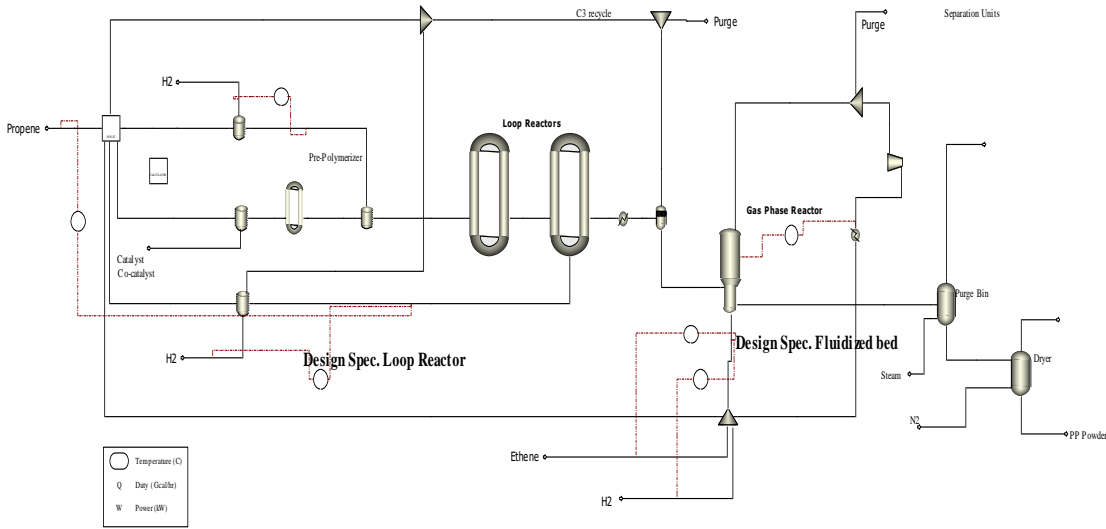 C3 recycle
Purge
Purge
Separation Units
H2
Propene
Loop Reactors
Pre-Polymerizer
Gas Phase Reactor
Catalyst
Co-catalyst
Purge Bin
H2
Design Spec. Loop Reactor
Design Spec. Fluidized bed
Steam
Dryer
N2
PP Powder
Ethene
H2
Temperature (C)
Q Duty (Gcal/hr)
W Power (kW)